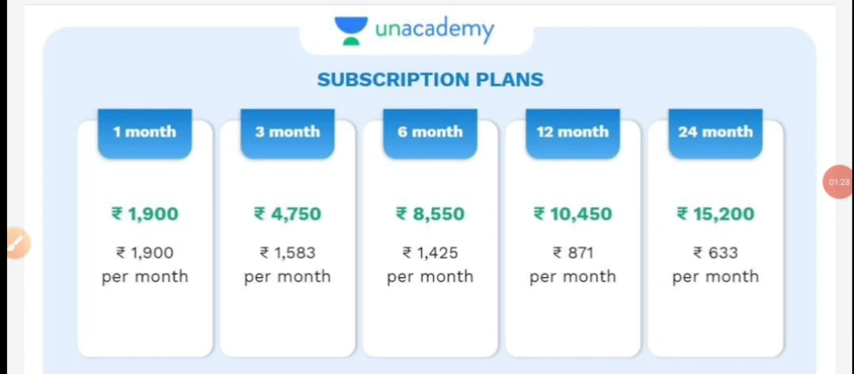 unacademy
SUBSCRIPTION PLANS
1 month
₹ 1,900
₹ 1,900
per month
3 month
₹ 4,750
₹ 1,583
per month
6 month
₹ 8,550
₹ 1,425
per month
12 month
₹ 10,450
₹ 871
per month
24 month
₹ 15,200
₹ 633
per month
01:28